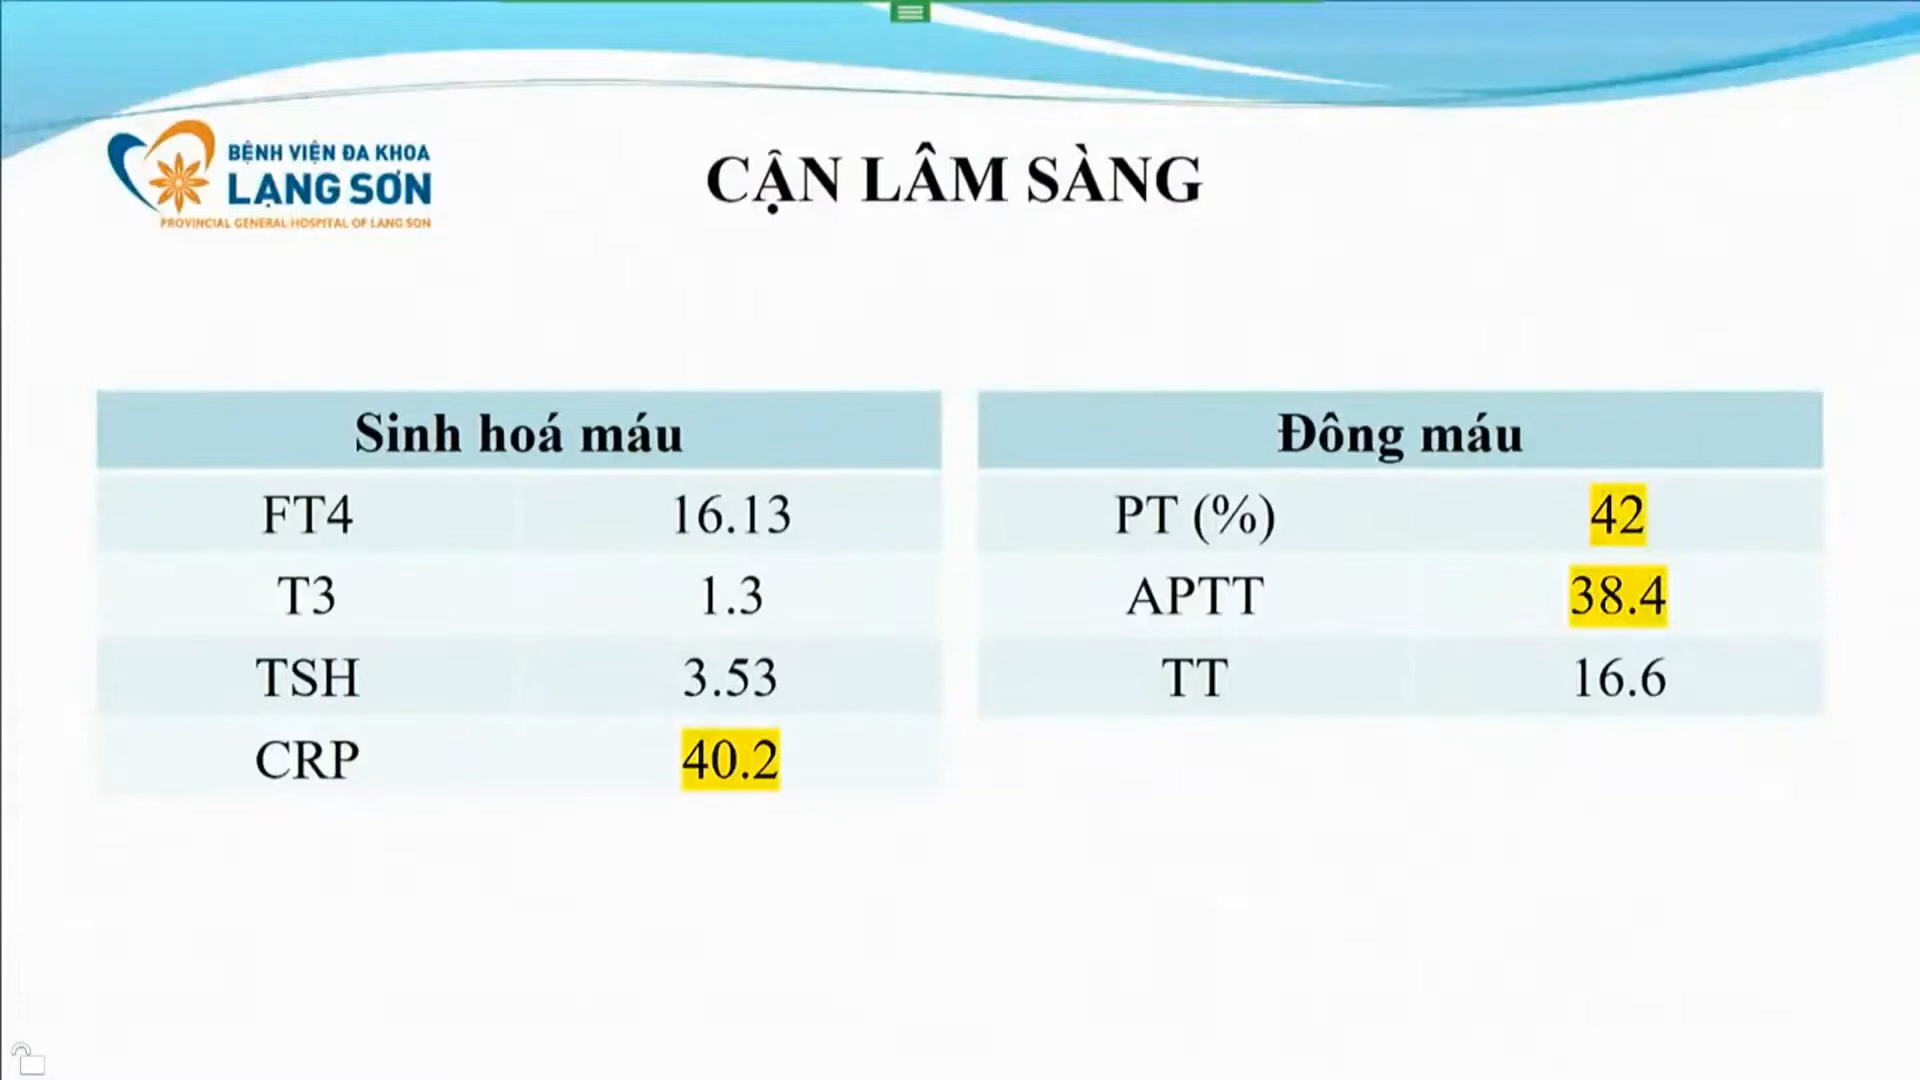 BỆNH VIỆN ĐA KHOA
LẠNG SƠN
PROVINCIAL GENERAL HOSPITAL OF LANG SON
CẬN LÂM SÀNG
Sinh hoá máu
FT4 16.13
T3 1.3
TSH 3.53
CRP 40.2
Đông máu
PT (%) 42
APTT 38.4
TT 16.6